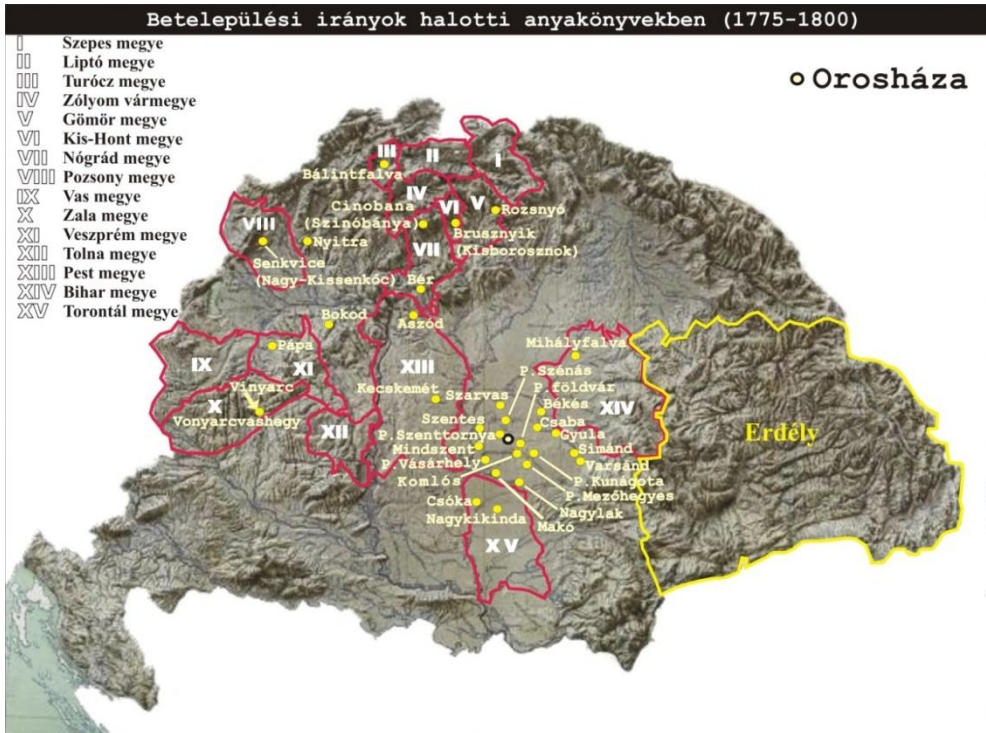 Betelepülési irányok halotti anyakönyvekben (1775-1800)
I Szepes megye
II Liptó megye
III Turócz megye
IV Zólyom vármegye
V Gömör megye
VI Kis-Hont megye
VII Nógrád megye
VIII Pozsony megye
IX Vas megye
X Zala megye
XI Veszprém megye
XII Tolna megye
XIII Pest megye
XIV Bihar megye
XV Torontál megye
Orosháza
III
II
I
Bálintfalva
IV
Cinobana
(Szinóbánya)
VI
V
Rozsnyó
Brusznyik
(Kisborosznok)
VIII
Nyitra
Senkvice
(Nagy-Kissenkóc)
VII
Bér
Bokod
Aszód
Pápa
IX
XI
Vinyarc
X
Vonyarcvashegy
XII
XIII
Kecskemét
Mihályfalva
P.Szénás
P.földvár
Szarvas
Békés
XIV
Szentes
Csaba
P.Szenttornya
Gyula
Mindszent
Simánd
P.Vásárhely
Varsánd
Komlós
P.Kunágota
P.Mezőhegyes
Csóka
Nagylak
Nagykikinda
Makó
XV
Erdély